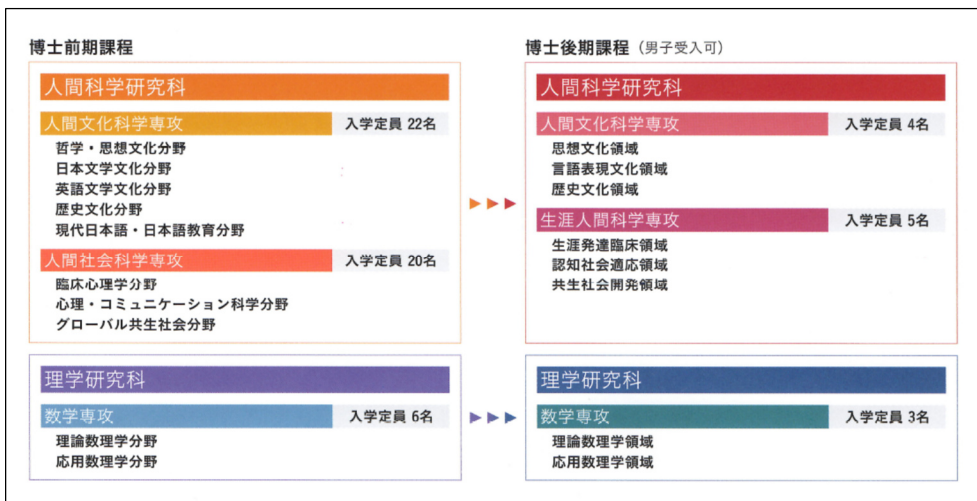 博士前期課程
人間科学研究科
人間文化科学専攻 入学定員 22名
哲学・思想文化分野
日本文学文化分野
英語文学文化分野
歴史文化分野
現代日本語・日本語教育分野
人間社会科学専攻 入学定員 20名
臨床心理学分野
心理・コミュニケーション科学分野
グローバル共生社会分野
理学研究科
数学専攻 入学定員 6名
理論数理学分野
応用数理学分野
博士後期課程（男子受入可）
人間科学研究科
人間文化科学専攻 入学定員 4名
思想文化領域
言語表現文化領域
歴史文化領域
生涯人間科学専攻 入学定員 5名
生涯発達臨床領域
認知社会適応領域
共生社会開発領域
理学研究科
数学専攻 入学定員 3名
理論数理学領域
応用数理学領域